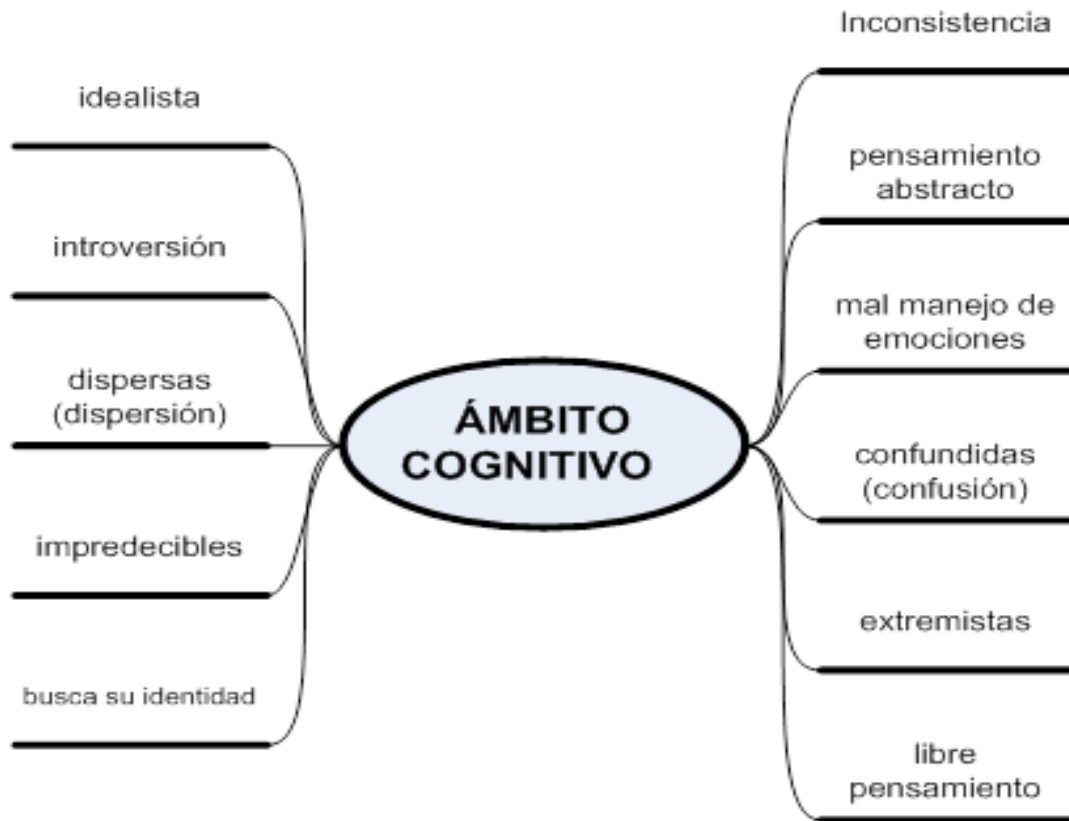 idealista
introversión
dispersas
(dispersión)
impredecibles
busca su identidad
ÁMBITO
COGNITIVO
Inconsistencia
pensamiento
abstracto
mal manejo de
emociones
confundidas
(confusión)
extremistas
libre
pensamiento